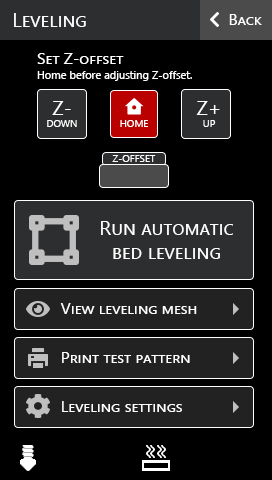 Leveling
Back
Set Z-offset
Home before adjusting Z-offset.
Z-
DOWN
HOME
Z+
UP
Z-OFFSET
Run automatic
bed leveling
View leveling mesh
Print test pattern
Leveling settings